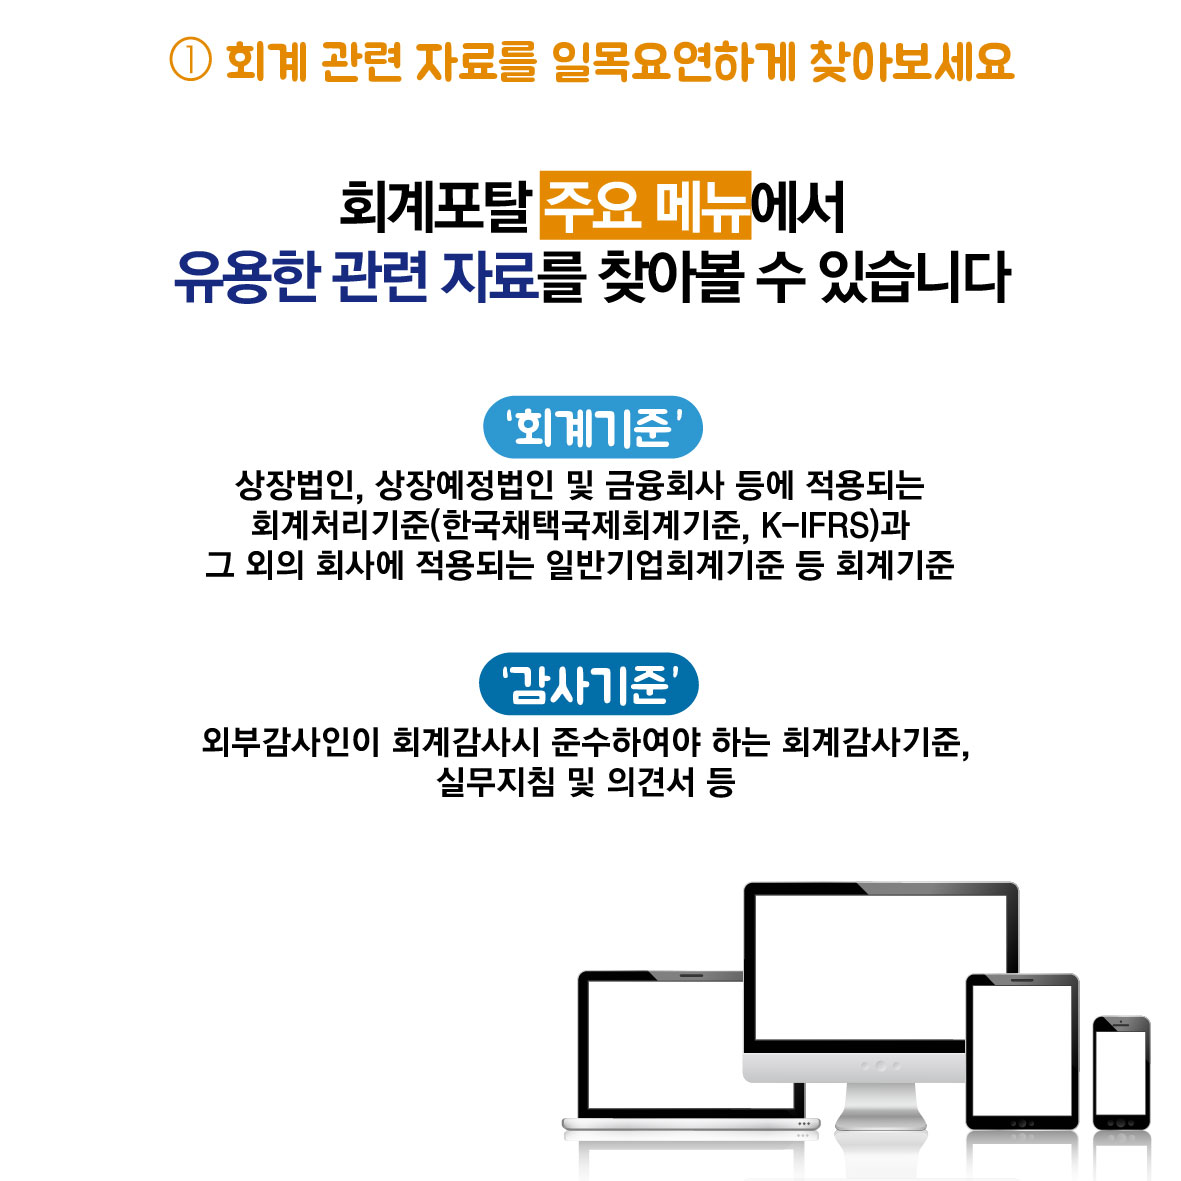 ① 회계 관련 자료를 일목요연하게 찾아보세요
회계포탈 주요 메뉴에서
유용한 관련 자료를 찾아볼 수 있습니다
'회계기준'
상장법인, 상장예정법인 및 금융회사 등에 적용되는
회계처리기준(한국채택국제회계기준, K-IFRS)과
그 외의 회사에 적용되는 일반기업회계기준 등 회계기준
'감사기준'
외부감사인이 회계감사시 준수하여야 하는 회계감사기준,
실무지침 및 의견서 등